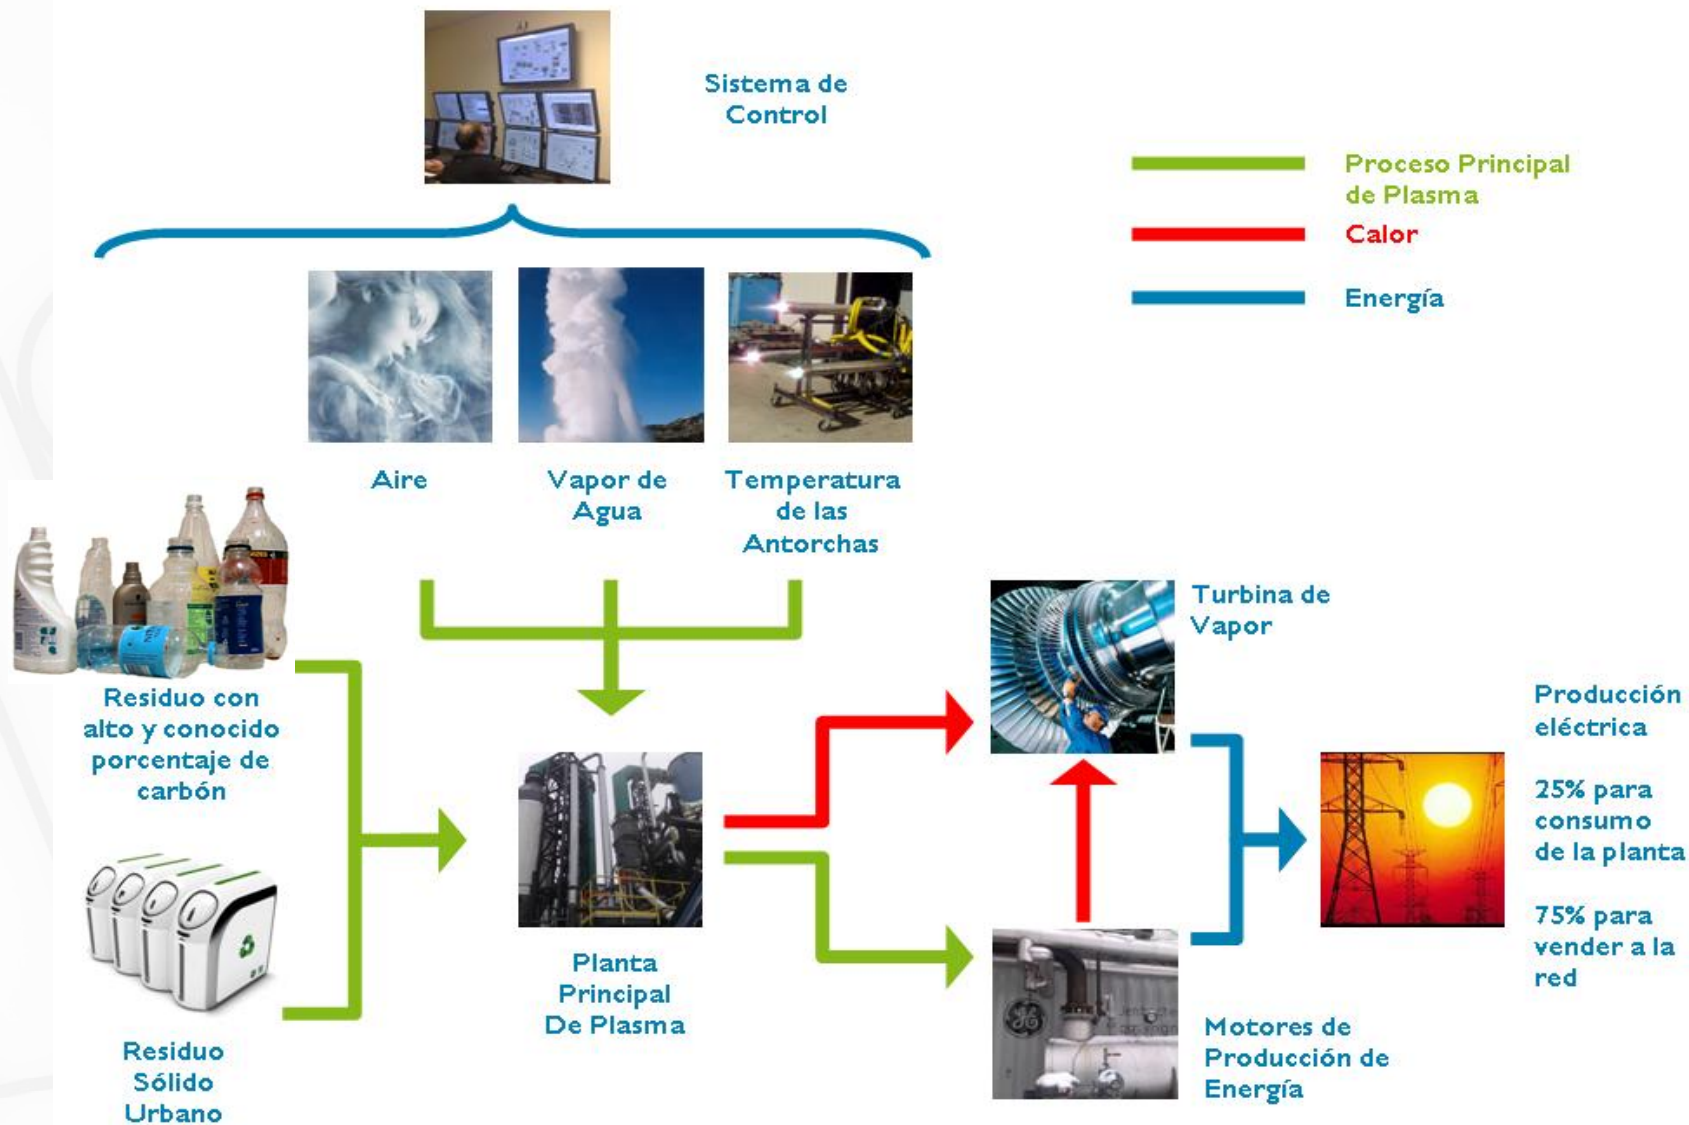 Sistema de
Control
Proceso Principal
de Plasma
Calor
Energía
Aire
Vapor de
Agua
Temperatura
de las
Antorchas
Residuo con
alto y conocido
porcentaje de
carbón
Residuo
Sólido
Urbano
Planta
Principal
De Plasma
Turbina de
Vapor
Motores de
Producción de
Energía
Producción
eléctrica
25% para
consumo
de la planta
75% para
vender a la
red